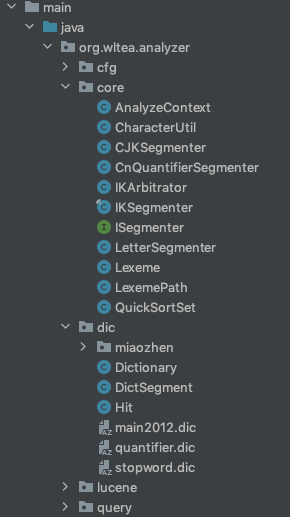 main
java
org.wltea.analyzer
cfg
core
AnalyzeContext
CharacterUtil
CJKSegmenter
CnQuantifierSegmenter
IKArbitrator
IKSegmenter
ISegmenter
LetterSegmenter
Lexeme
LexemePath
QuickSortSet
dic
miaozhen
Dictionary
DictSegment
Hit
main2012.dic
quantifier.dic
stopword.dic
lucene
query